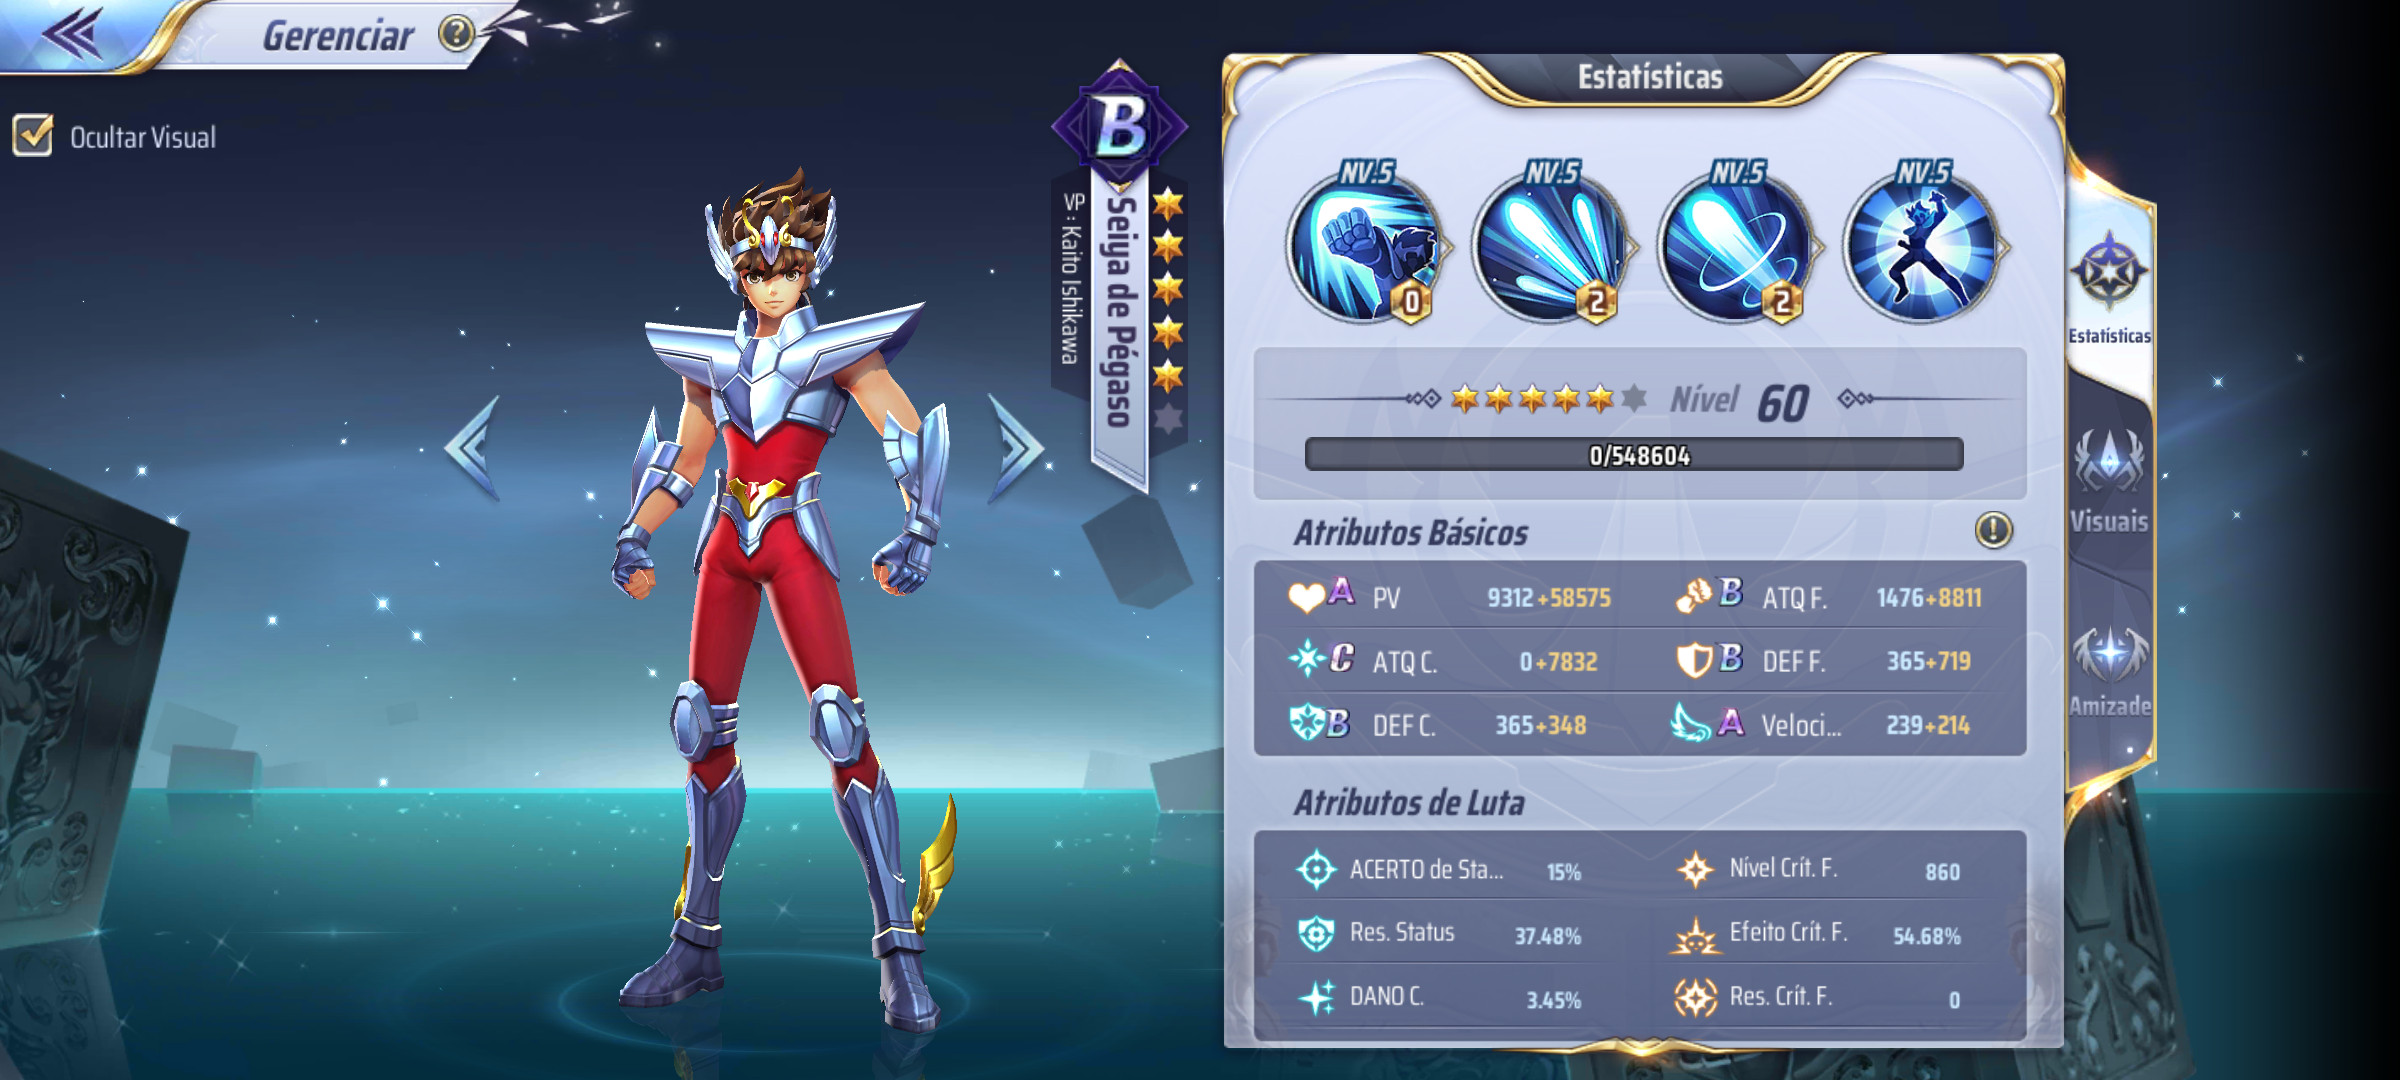 Gerenciar ?
Ocultar Visual
B
Seiya de Pégaso
VP : Kaito Ishikawa
Estatísticas
NV.5 NV.5 NV.5 NV.5
0 2 2
Nível 60
0/548604
Atributos Básicos !
A PV 9312+58575 B ATQ F. 1476+8811
C ATQ C. 0+7832 B DEF F. 365+719
B DEF C. 365+348 A Veloci... 239+214
Atributos de Luta
ACERTO de Sta... 15% Nível Crít. F. 860
Res. Status 37.48% Efeito Crít. F. 54.68%
DANO C. 3.45% Res. Crít. F. 0
Estatísticas
Visuais
Amizade